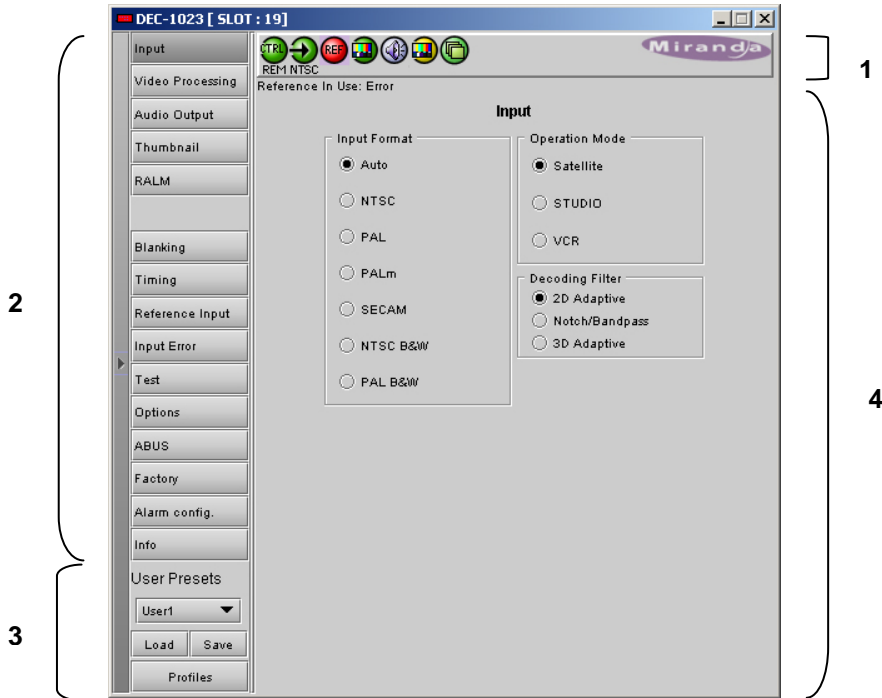 DEC-1023 [ SLOT : 19]
CTRL
REF
Miranda
REM NTSC
Reference In Use: Error
1
Input
Video Processing
Audio Output
Thumbnail
RALM
Blanking
Timing
Reference Input
Input Error
Test
Options
ABUS
Factory
Alarm config.
Info
2
User Presets
User1
Load Save
Profiles
3
Input
Input Format
Auto
NTSC
PAL
PALm
SECAM
NTSC B&W
PAL B&W
Operation Mode
Satellite
STUDIO
VCR
Decoding Filter
2D Adaptive
Notch/Bandpass
3D Adaptive
4